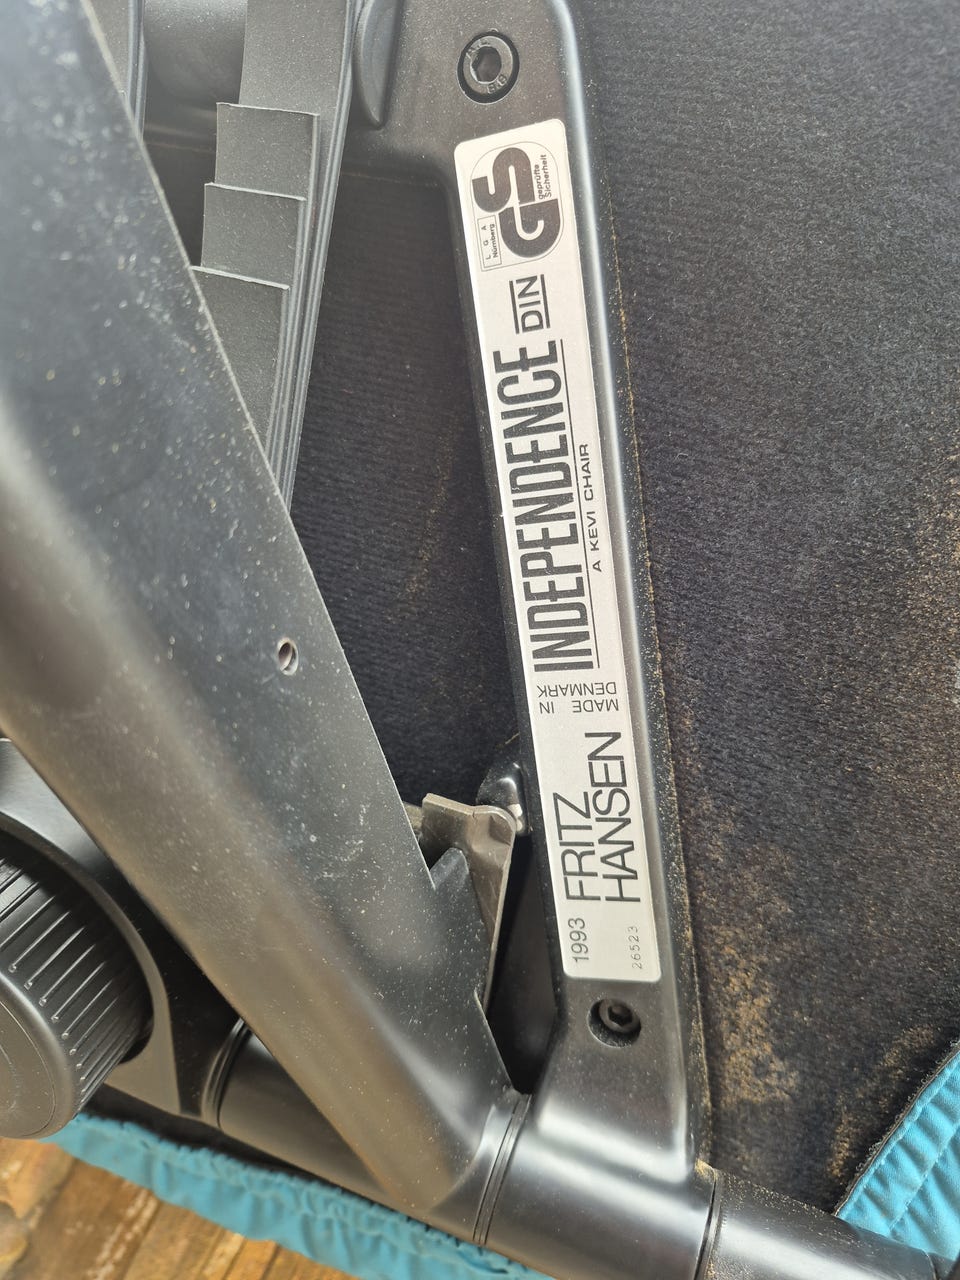 1993
26523
FRITZ
HANSEN
MADE IN
DENMARK
INDEPENDENCE
A KEVI CHAIR
DIN
L G A
Nürnberg
GS
geprüfte
Sicherheit